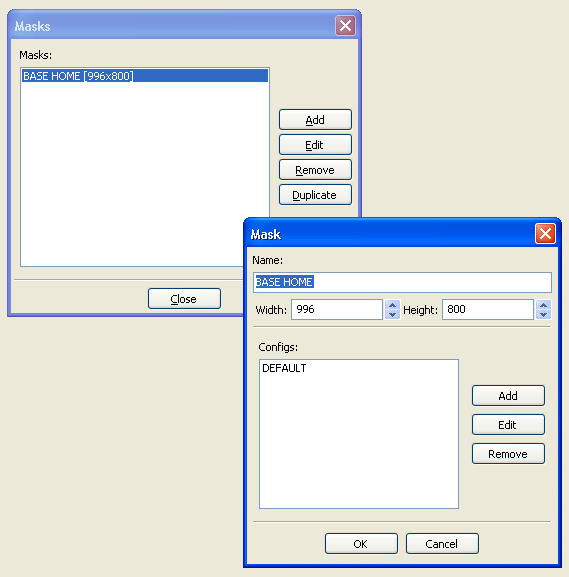 Masks
Masks:
BASE HOME [996x800]
Add
Edit
Remove
Duplicate
Close
Mask
Name:
BASE HOME
Width: 996 Height: 800
Configs:
DEFAULT
Add
Edit
Remove
OK Cancel